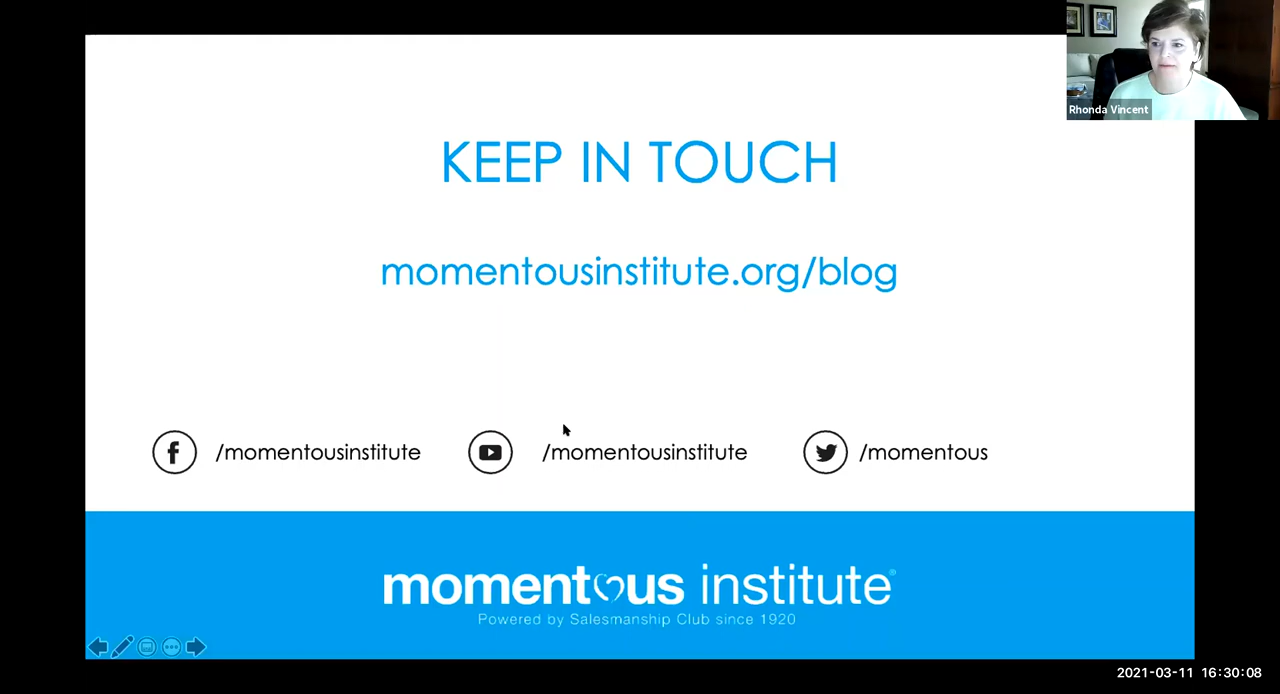 Rhonda Vincent
KEEP IN TOUCH
momentousinstitute.org/blog
/momentousinstitute
/momentousinstitute
/momentous
momentous institute®
Powered by Salesmanship Club since 1920
2021-03-11 16:30:08